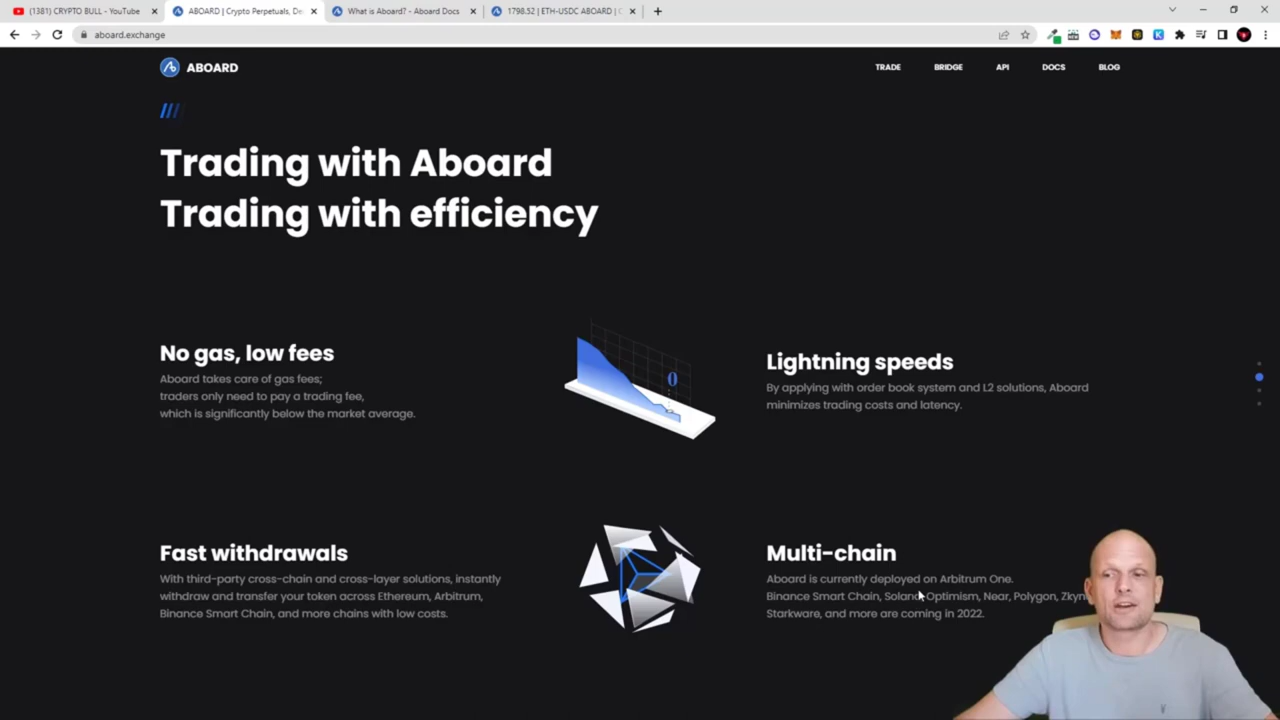 (1381) CRYPTO BULL - YouTube
ABOARD | Crypto Perpetuals, De
What is Aboard? - Aboard Docs
1798.52 | ETH-USDC ABOARD | C
aboard.exchange
ABOARD
TRADE BRIDGE API DOCS BLOG
Trading with Aboard
Trading with efficiency
No gas, low fees
Aboard takes care of gas fees;
traders only need to pay a trading fee,
which is significantly below the market average.
0
Lightning speeds
By applying with order book system and L2 solutions, Aboard
minimizes trading costs and latency.
Fast withdrawals
With third-party cross-chain and cross-layer solutions, instantly
withdraw and transfer your token across Ethereum, Arbitrum,
Binance Smart Chain, and more chains with low costs.
Multi-chain
Aboard is currently deployed on Arbitrum One.
Binance Smart Chain, Optimism, Near, Polygon,
Starkware, and more are coming in 2022.